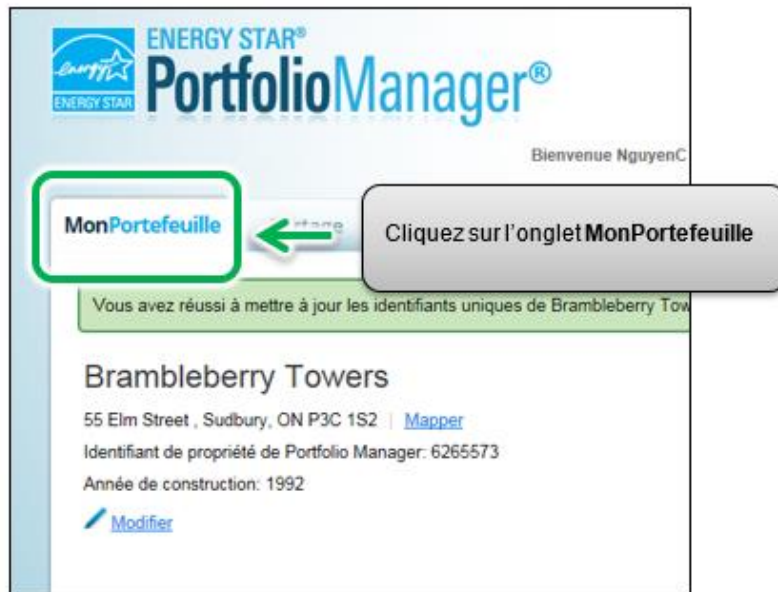 ENERGY STAR®
PortfolioManager®
energy
ENERGY STAR
Bienvenue NguyenC
MonPortefeuille
Cliquez sur l'onglet MonPortefeuille
Vous avez réussi à mettre à jour les identifiants uniques de Brambleberry Tow
Brambleberry Towers
55 Elm Street , Sudbury, ON P3C 1S2 | Mapper
Identifiant de propriété de Portfolio Manager: 6265573
Année de construction: 1992
Modifier